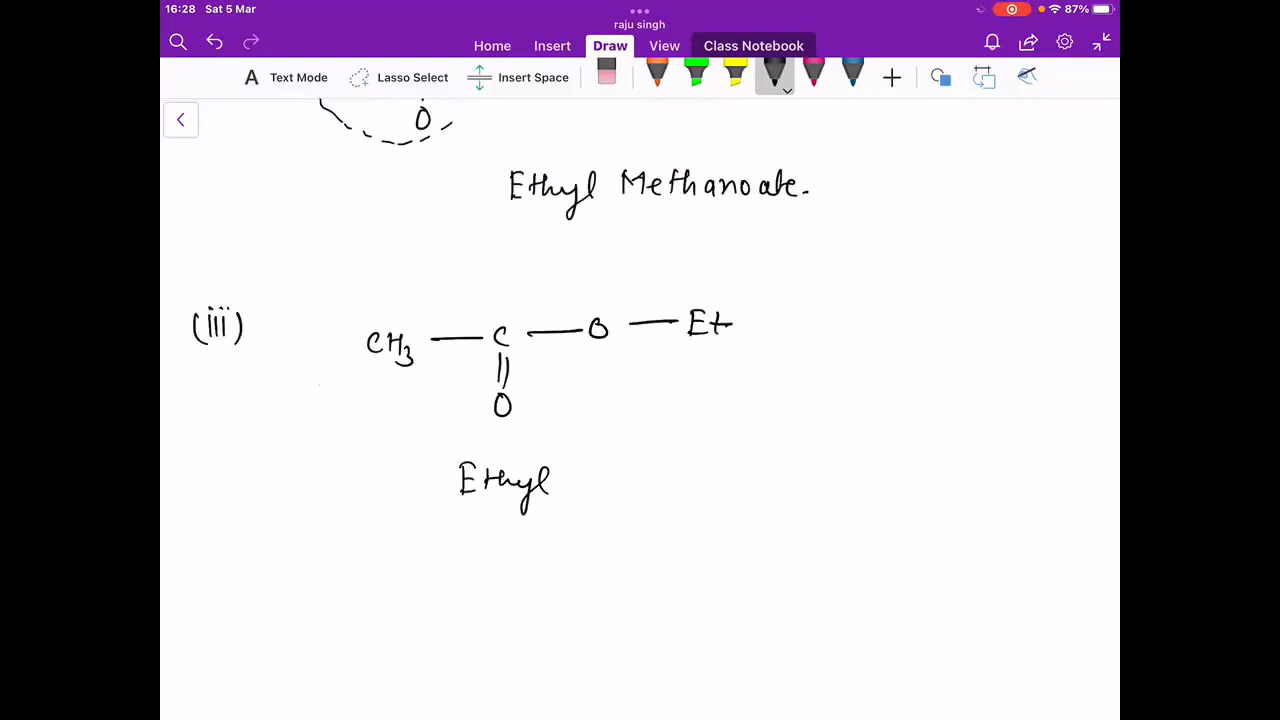 16:28 Sat 5 Mar
87%
raju singh
Home Insert Draw View Class Notebook
A Text Mode Lasso Select Insert Space
O
Ethyl Methanoate.
(iii)
CH3 — C — O — Et
||
O
Ethyl